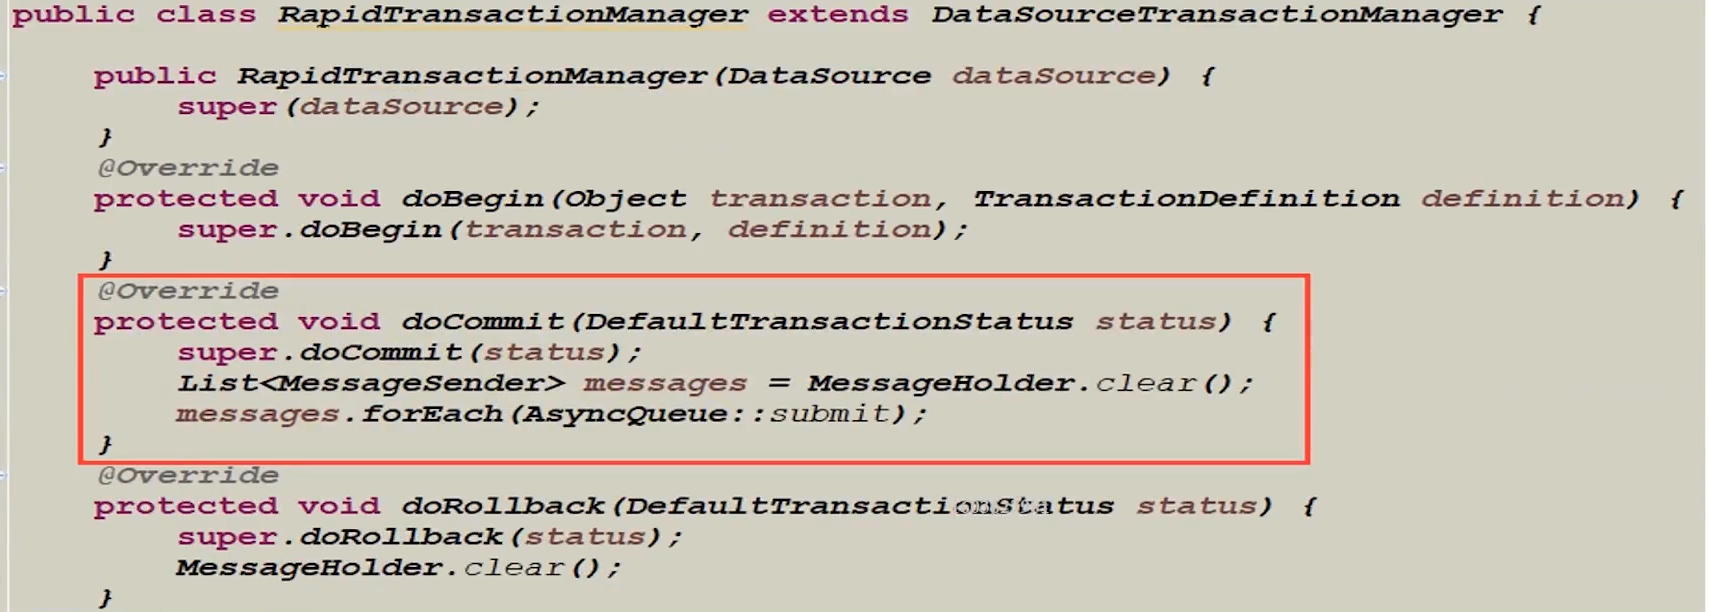 public class RapidTransactionManager extends DataSourceTransactionManager {
public RapidTransactionManager(DataSource dataSource) {
super(dataSource);
}
@Override
protected void doBegin(Object transaction, TransactionDefinition definition) {
super.doBegin(transaction, definition);
}
@Override
protected void doCommit(DefaultTransactionStatus status) {
super.doCommit(status);
List<MessageSender> messages = MessageHolder.clear();
messages.forEach(AsyncQueue::submit);
}
@Override
protected void doRollback(DefaultTransactionStatus status) {
super.doRollback(status);
MessageHolder.clear();
}